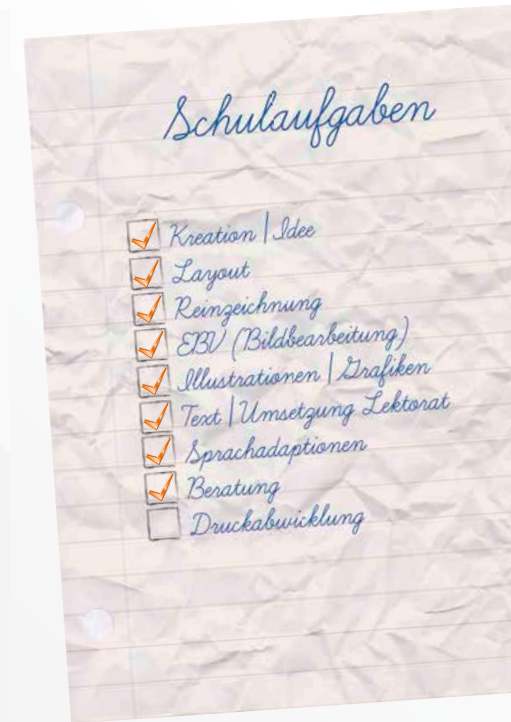 Schulaufgaben
Kreation | Idee
Layout
Reinzeichnung
EBV (Bildbearbeitung)
Illustrationen | Grafiken
Text | Umsetzung Lektorat
Sprachadaptionen
Beratung
Druckabwicklung